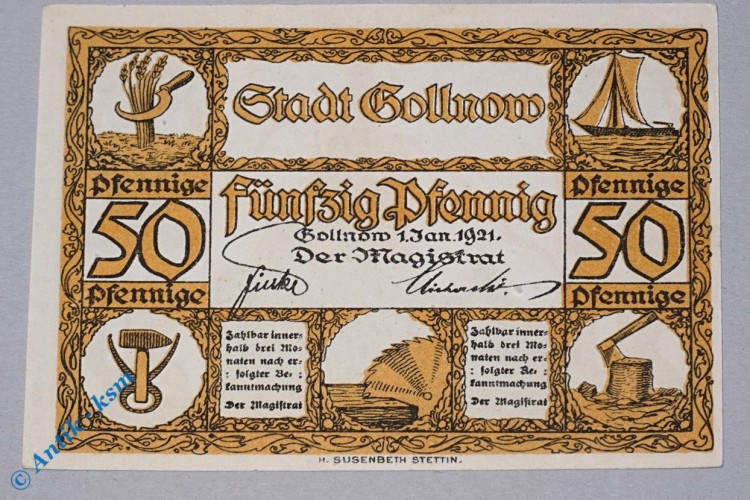 Stadt Gollnow
Pfennige
50
Pfennige
Fünfzig Pfennig
Gollnow 1. Jan. 1921.
Der Magistrat
Pfennige
50
Pfennige
Zahlbar inner=
halb drei Mo=
naten nach er=
: folgter Be= :
kanntmachung
Der Magistrat
Zahlbar inner=
halb drei Mo=
naten nach er=
: folgter Be= :
kanntmachung
Der Magistrat
H. SUSENBETH STETTIN.
© Antik-ksm